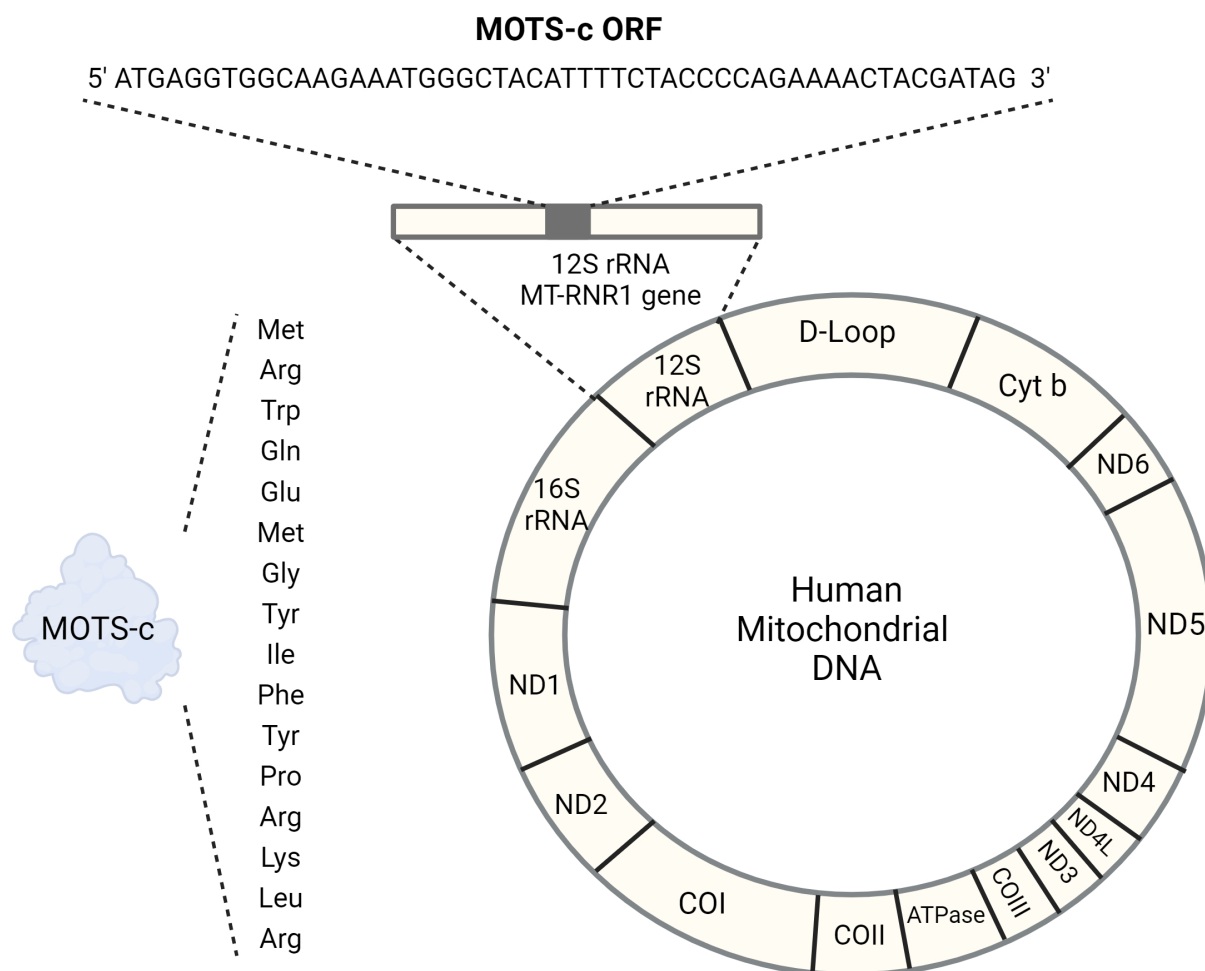 MOTS-c ORF
5' ATGAGGTGGCAAGAAATGGGCTACATTTTCTACCCCAGAAAACTACGATAG 3'
12S rRNA
MT-RNR1 gene
Met
Arg
Trp
Gln
Glu
Met
Gly
Tyr
Ile
Phe
Tyr
Pro
Arg
Lys
Leu
Arg
MOTS-c
D-Loop
12S
rRNA
Cyt b
ND6
16S
rRNA
Human
Mitochondrial
DNA
ND5
ND1
ND4
ND2
ND4L
ND3
COIII
COI
ATPase
COII